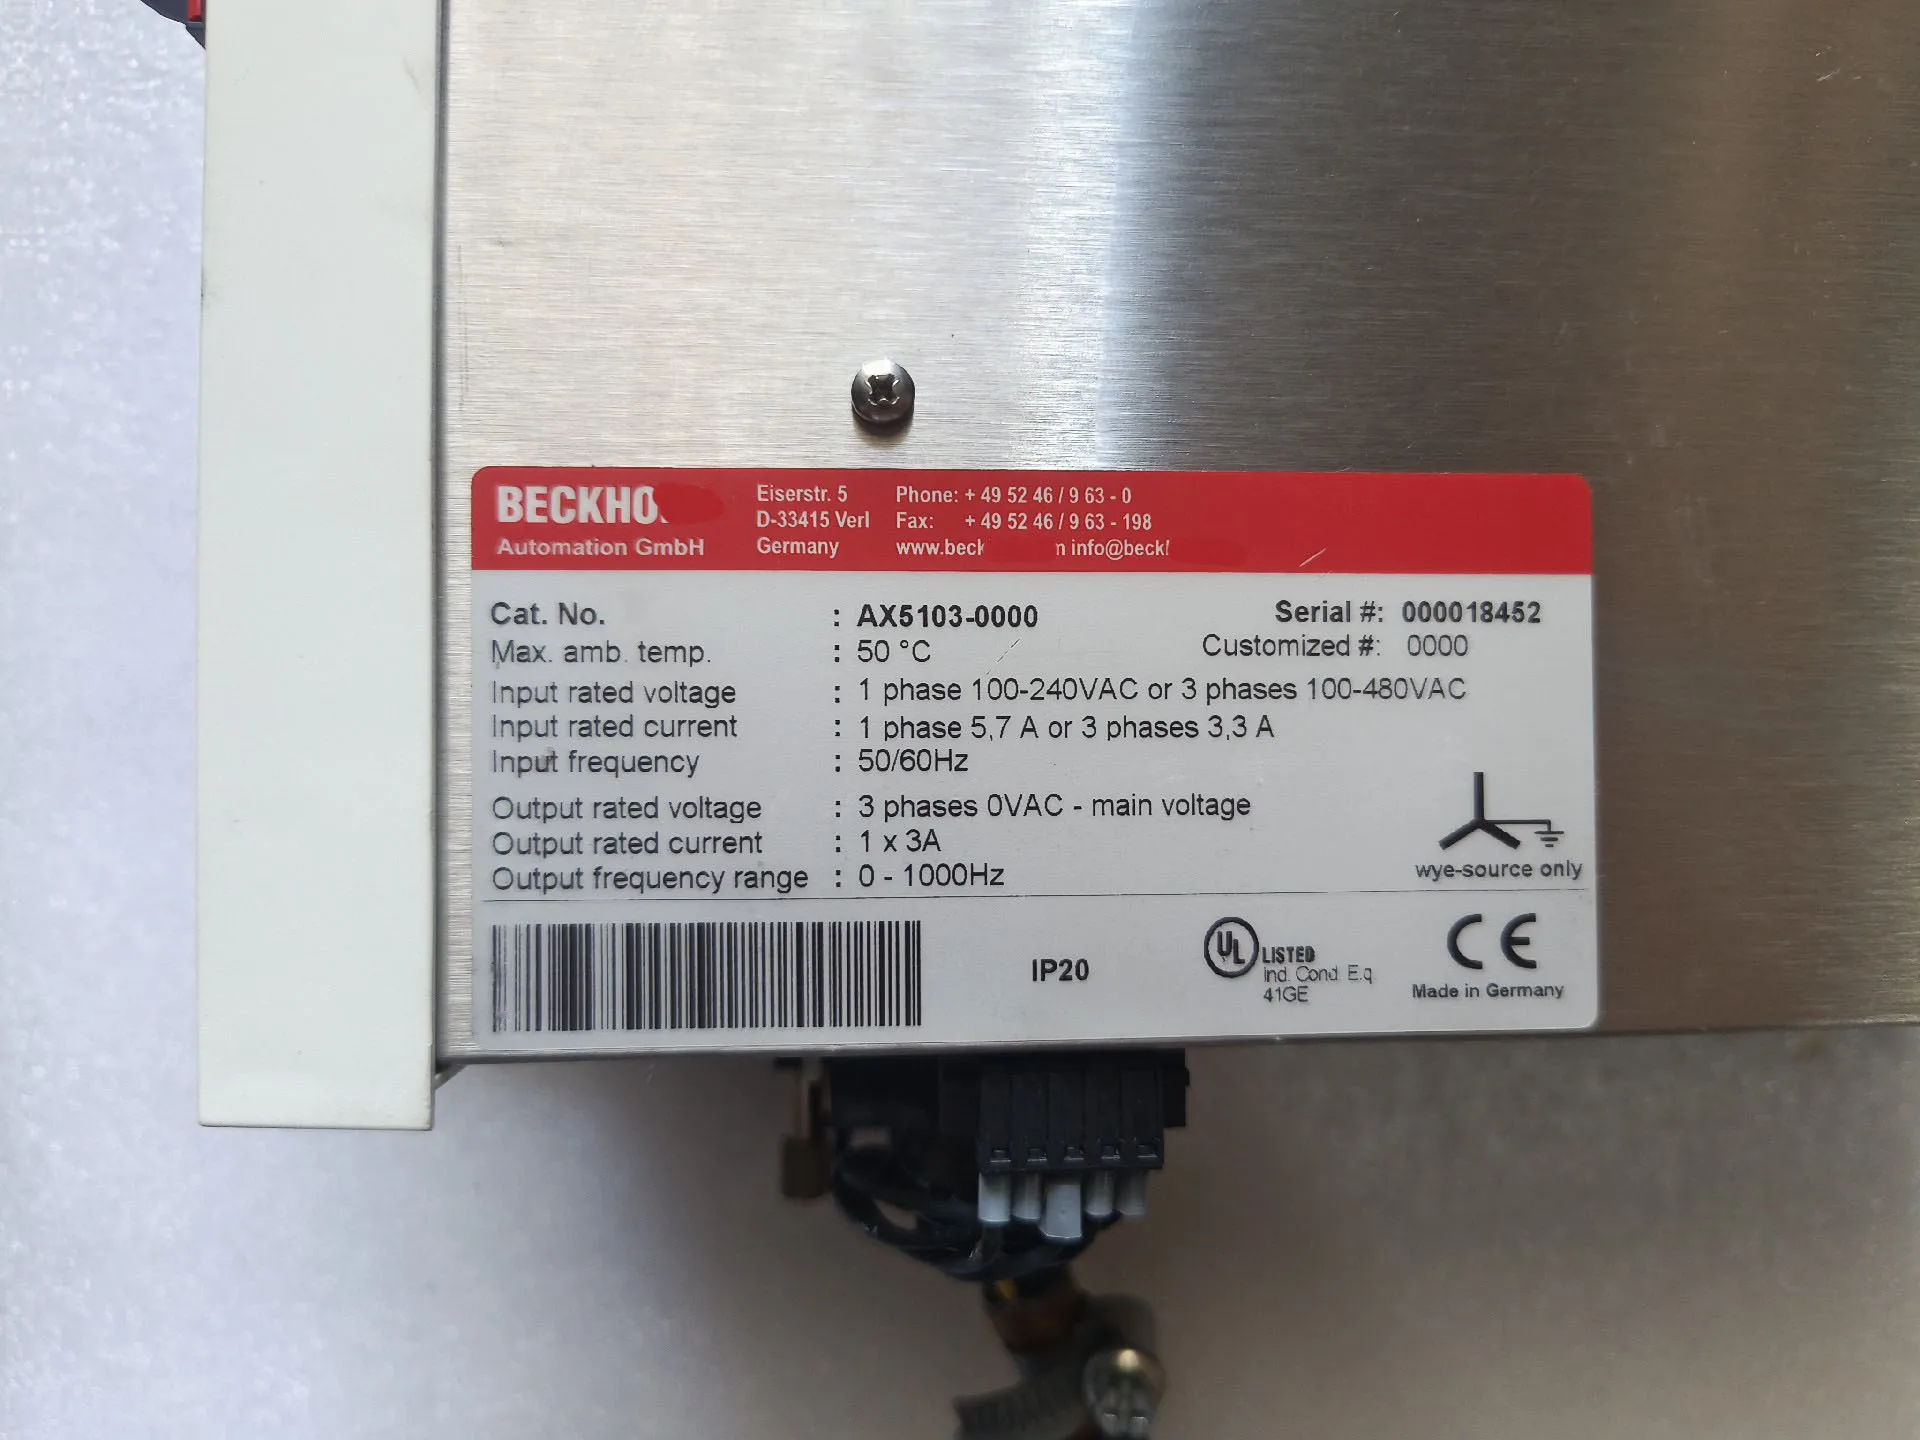 BECKHO
Automation GmbH
Eiserstr. 5
D-33415 Verl
Germany
Phone: + 49 52 46 / 9 63 - 0
Fax: + 49 52 46 / 9 63 - 198
www.beck info@beck
Cat. No. : AX5103-0000
Serial #: 000018452
Max. amb. temp. : 50 °C
Customized #: 0000
Input rated voltage : 1 phase 100-240VAC or 3 phases 100-480VAC
Input rated current : 1 phase 5,7 A or 3 phases 3,3 A
Input frequency : 50/60Hz
Output rated voltage : 3 phases 0VAC - main voltage
Output rated current : 1 x 3A
Output frequency range : 0 - 1000Hz
wye-source only
IP20
UL LISTED
Ind. Cond. E.q
41GE
CE
Made in Germany